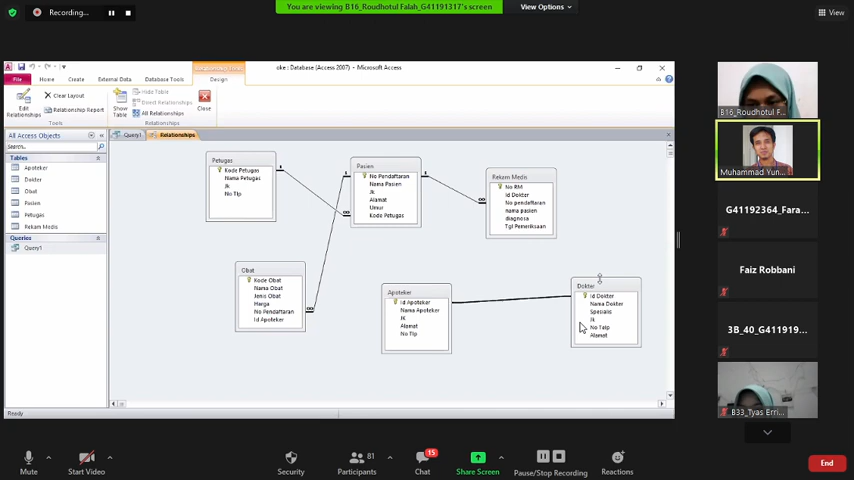 Recording...
You are viewing B16_Roudhotul Falah_G41191317's screen
View Options
View
oke : Database (Access 2007) - Microsoft Access
File
Home
Create
External Data
Database Tools
Design
Edit Relationships
Clear Layout
Relationship Report
Tools
Show Table
Hide Table
Direct Relationships
All Relationships
Relationships
Close
All Access Objects
Search...
Tables
Apoteker
Dokter
Obat
Pasien
Petugas
Rekam Medis
Queries
Query1
Query1
Relationships
Petugas
Kode Petugas
Nama Petugas
Jk
No Tlp
Pasien
No Pendaftaran
Nama Pasien
Jk
Alamat
Umur
Kode Petugas
Rekam Medis
No RM
Id Dokter
No pendaftaran
nama pasien
diagnosa
Tgl Pemeriksaan
Obat
Kode Obat
Nama Obat
Jenis Obat
Harga
No Pendaftaran
Id Apoteker
Apoteker
Id Apoteker
Nama Apoteker
Jk
Alamat
No Tlp
Dokter
Id Dokter
Nama Dokter
Spesialis
Jk
No Telp
Alamat
Ready
B16_Roudhotul F...
Muhammad Yun...
G41192364_Fara...
Faiz Robbani
3B_40_G411919...
B33_Tyas Erri...
Mute
Start Video
Security
81
Participants
15
Chat
Share Screen
Pause/Stop Recording
Reactions
End